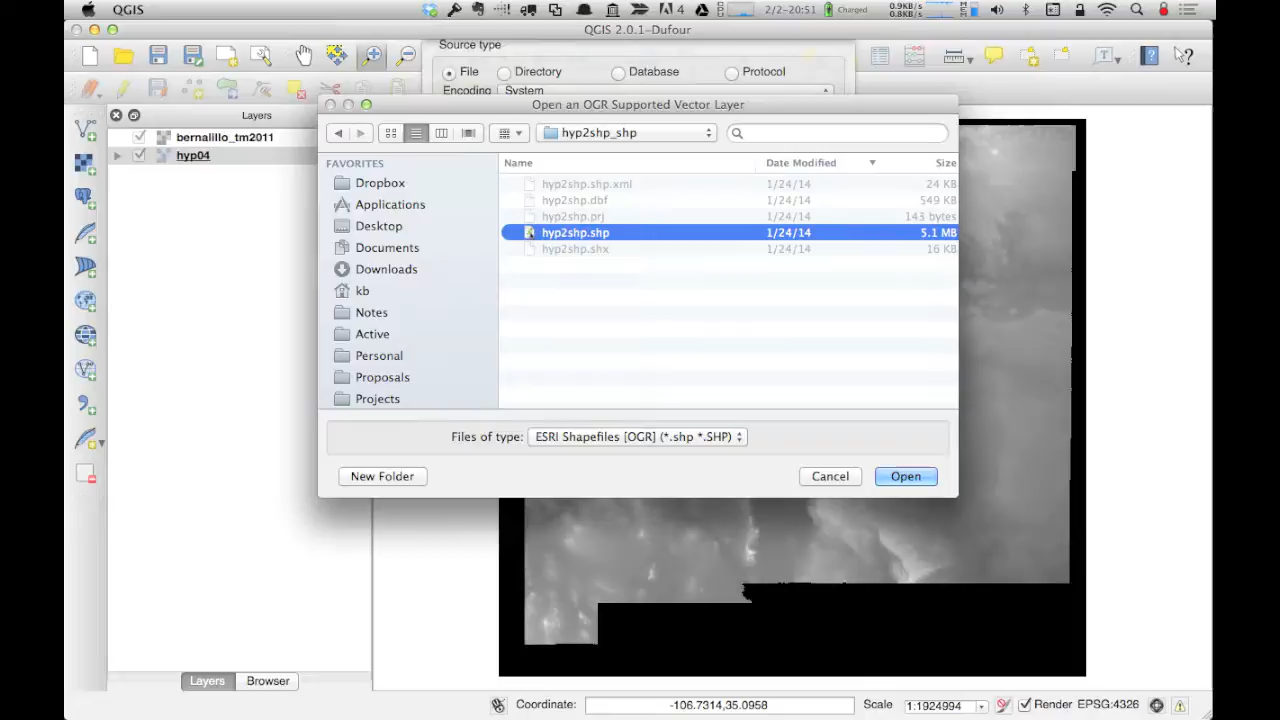 QGIS 4 2/2-20:51 Charged 0.9KB/s 0.8KB/s
QGIS 2.0.1-Dufour
Source type
File Directory Database Protocol
Encoding System
Layers
bernalillo_tm2011
hyp04
Open an OGR Supported Vector Layer
hyp2shp_shp
FAVORITES
Dropbox
Applications
Desktop
Documents
Downloads
kb
Notes
Active
Personal
Proposals
Projects
Name Date Modified Size
hyp2shp.shp.xml 1/24/14 24 KB
hyp2shp.dbf 1/24/14 549 KB
hyp2shp.prj 1/24/14 143 bytes
hyp2shp.shp 1/24/14 5.1 MB
hyp2shp.shx 1/24/14 16 KB
Files of type: ESRI Shapefiles [OGR] (*.shp *.SHP)
New Folder Cancel Open
Layers Browser
Coordinate: -106.7314,35.0958 Scale 1:1924994 Render EPSG:4326